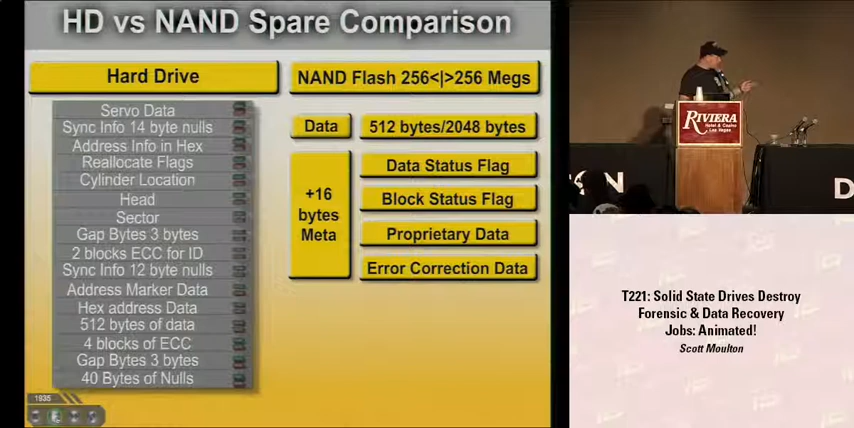 HD vs NAND Spare Comparison
Hard Drive
Servo Data
Sync Info 14 byte nulls
Address Info in Hex
Reallocate Flags
Cylinder Location
Head
Sector
Gap Bytes 3 bytes
2 blocks ECC for ID
Sync Info 12 byte nulls
Address Marker Data
Hex address Data
512 bytes of data
4 blocks of ECC
Gap Bytes 3 bytes
40 Bytes of Nulls
1935
NAND Flash 256<|>256 Megs
Data
512 bytes/2048 bytes
+16
bytes
Meta
Data Status Flag
Block Status Flag
Proprietary Data
Error Correction Data
RIVIERA
Hotel & Casino
Las Vegas
N
D
T221: Solid State Drives Destroy
Forensic & Data Recovery
Jobs: Animated!
Scott Moulton